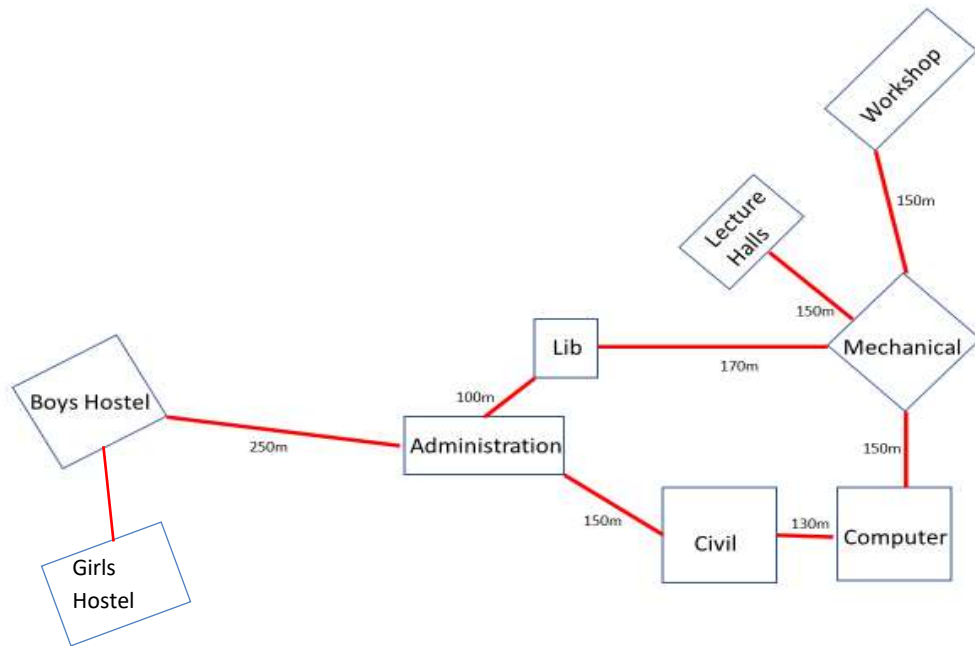 Workshop
150m
Lecture
Halls
150m
Mechanical
Lib
170m
100m
Boys Hostel
250m
Administration
150m
150m
Civil
130m
Computer
Girls
Hostel